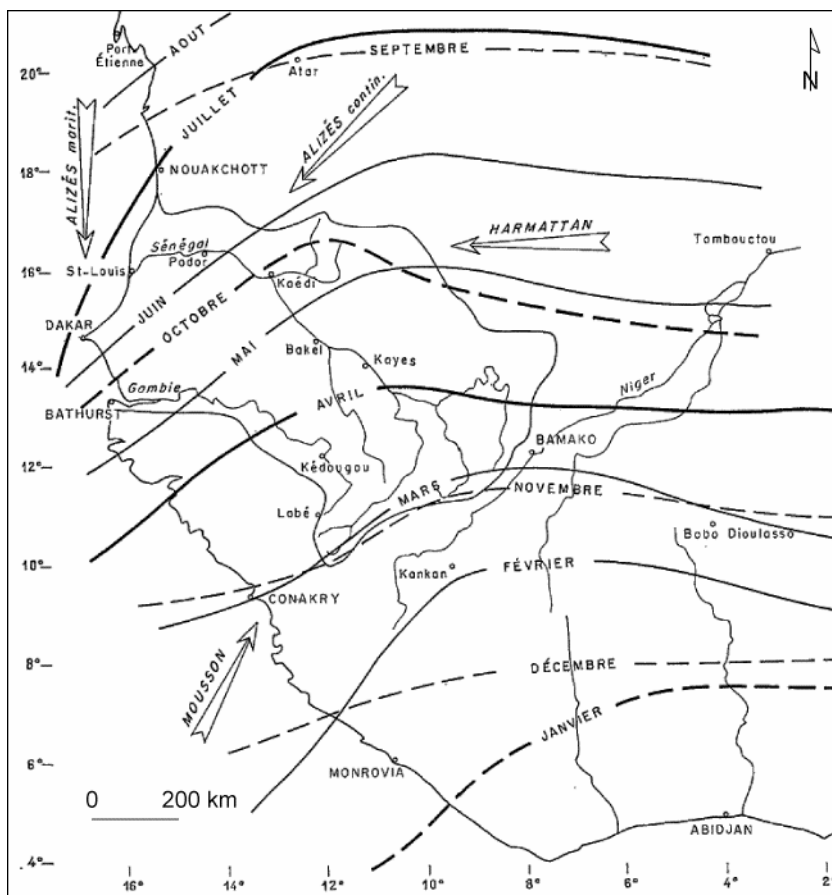 Port
Étienne
AOUT
SEPTEMBRE
N
20°
Atar
JUILLET
ALIZÉS marit.
ALIZÉS contin.
18°
NOUAKCHOTT
HARMATTAN
Tombouctou
Sénégal
Podor
16°
St-Louis
Kaédi
JUIN
OCTOBRE
DAKAR
MAI
Bakel
Kayes
14°
Niger
Gambie
AVRIL
BATHURST
BAMAKO
12°
Kédougou
MARS
NOVEMBRE
Labé
Bobo Dioulasso
10°
Kankan
FÉVRIER
CONAKRY
8°
MOUSSON
DÉCEMBRE
JANVIER
6°
MONROVIA
0 200 km
ABIDJAN
4°
16° 14° 12° 10° 8° 6° 4° 2°